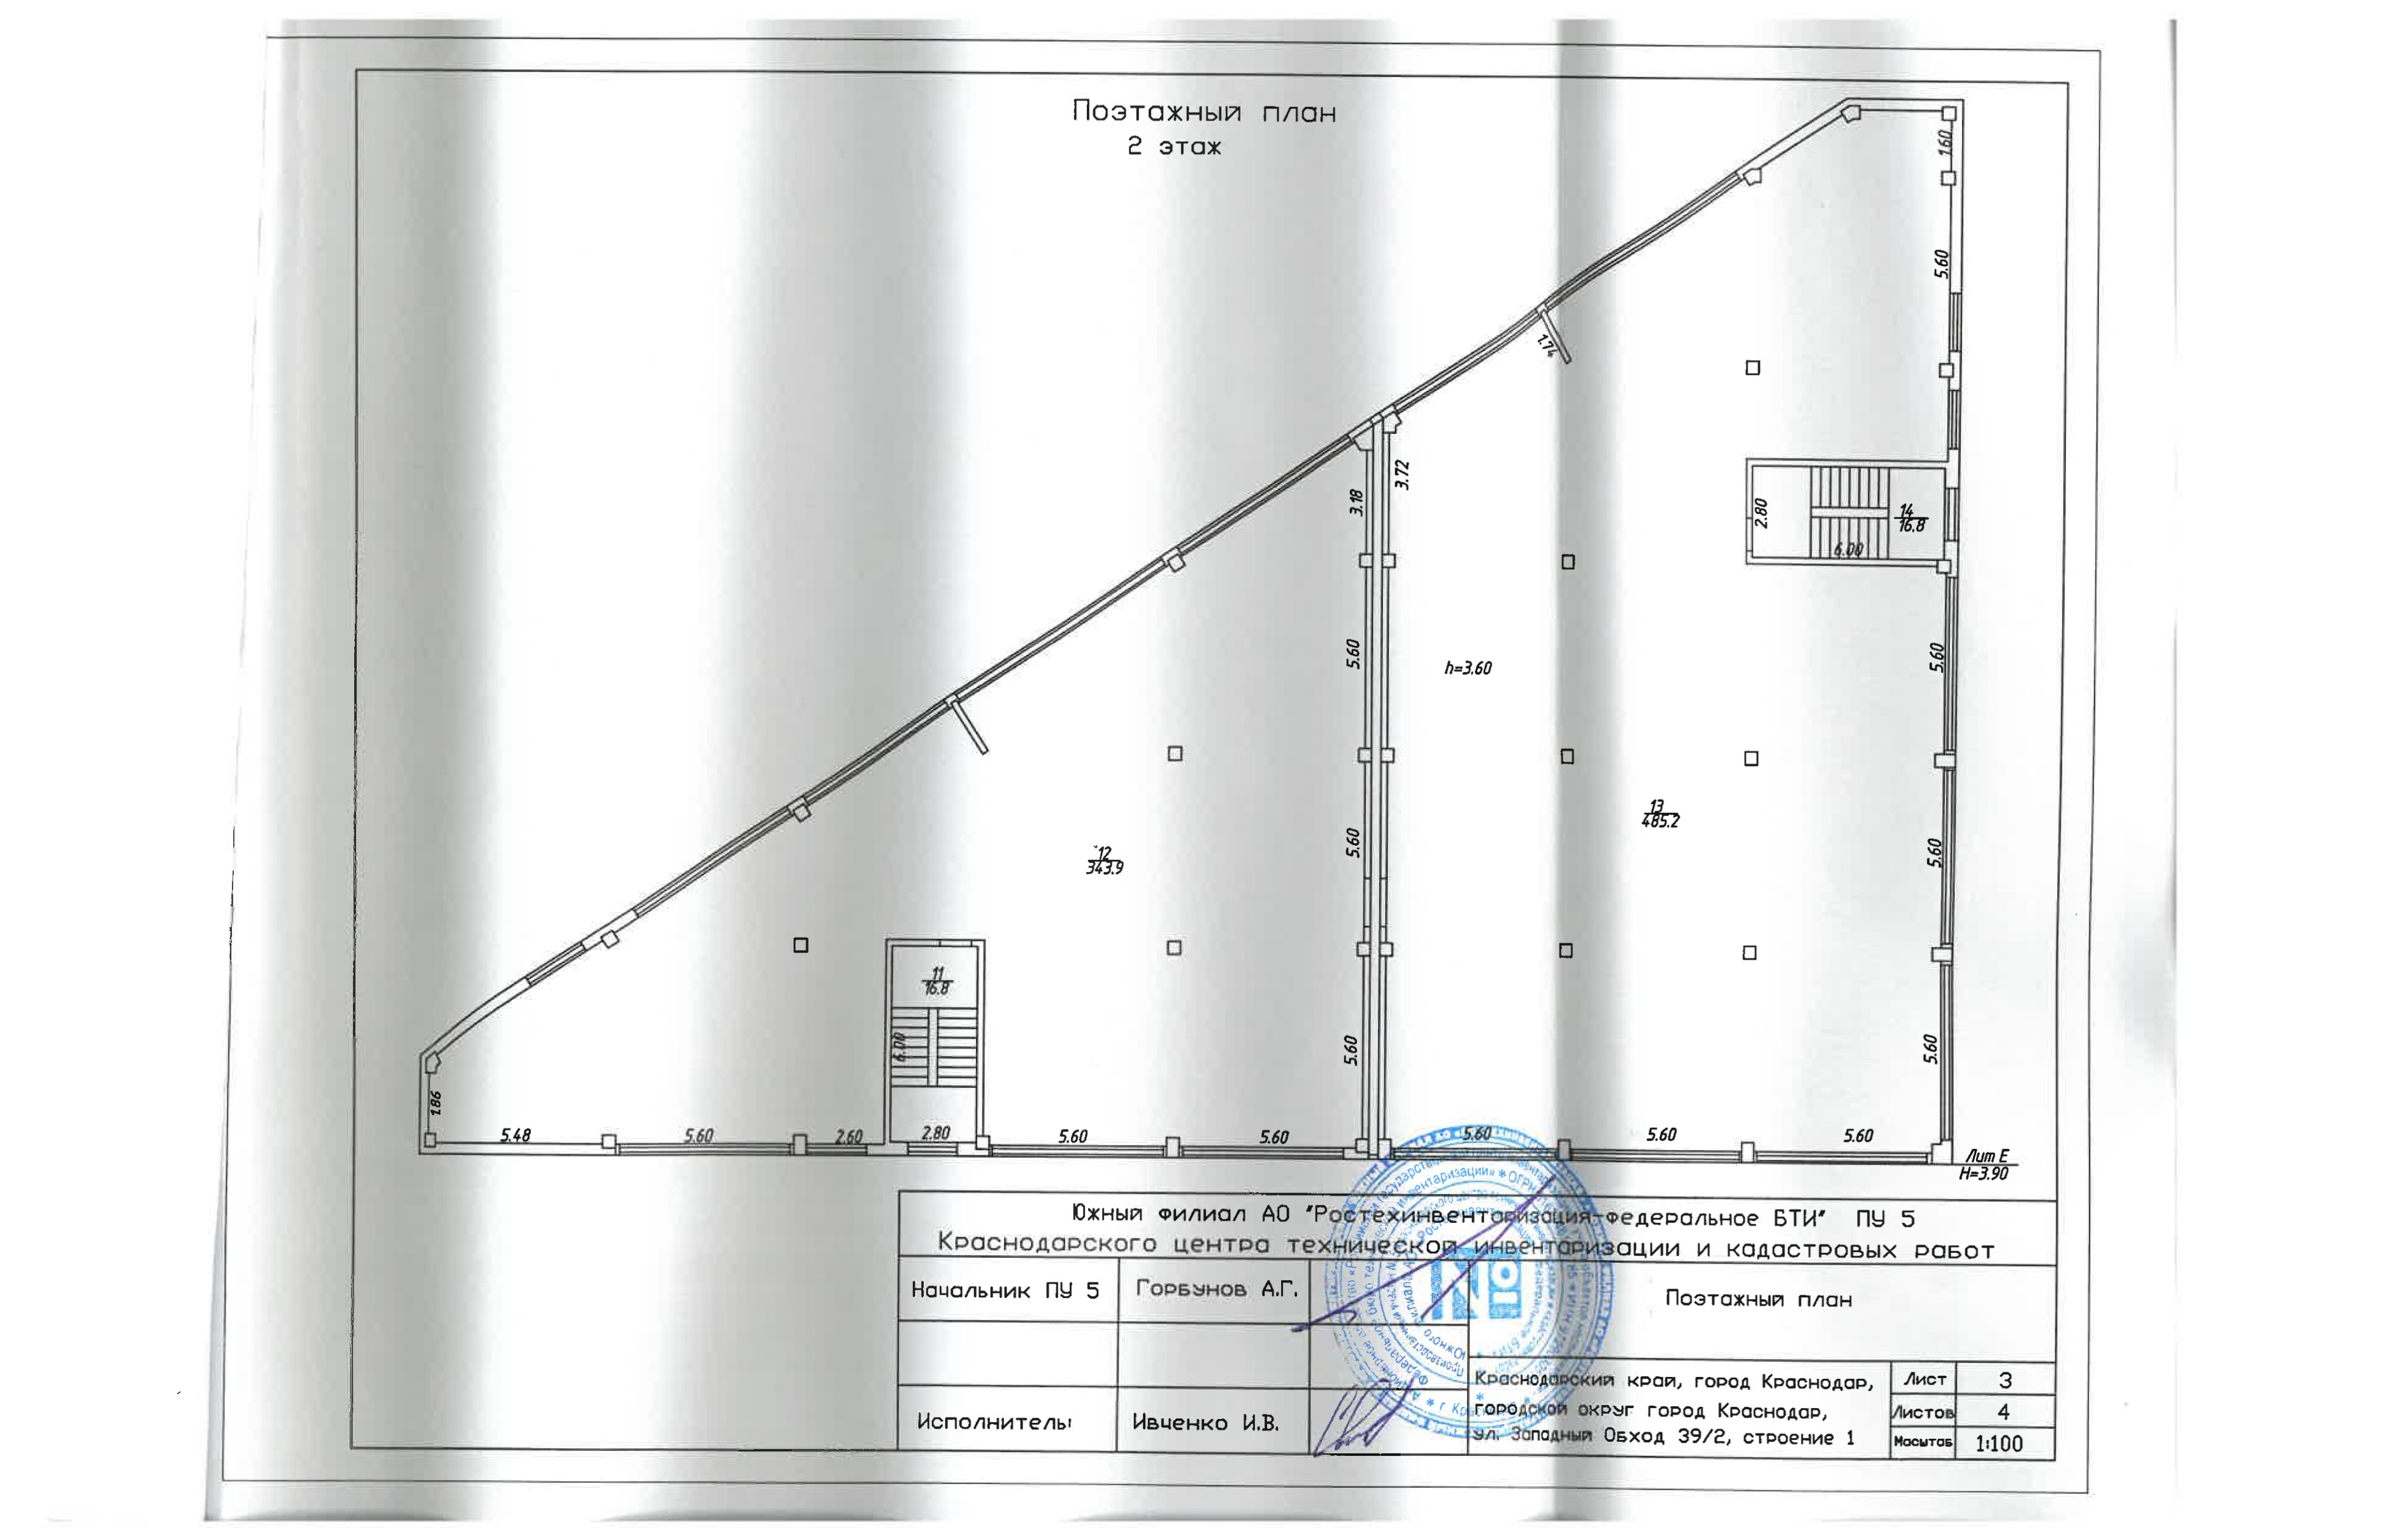 Поэтажный план
2 этаж
1.60
5.60
1.74
3.72
3.18
2.80
14
16.8
6.00
5.60
h=3.60
5.60
13
485.2
12
343.9
5.60
5.60
11
16.8
6.00
5.60
5.60
1.86
5.48
5.60
2.60
2.80
5.60
5.60
5.60
5.60
5.60
Лит Е
Н=3.90
Южный филиал АО "Ростехинвентаризация-Федеральное БТИ" ПУ 5
Краснодарского центра технической инвентаризации и кадастровых работ
Начальник ПУ 5
Горбунов А.Г.
Поэтажный план
Исполнитель
Ивченко И.В.
Краснодарский край, город Краснодар,
городской округ город Краснодар,
ул. Западный Обход 39/2, строение 1
Лист 3
Листов 4
Масштаб 1:100